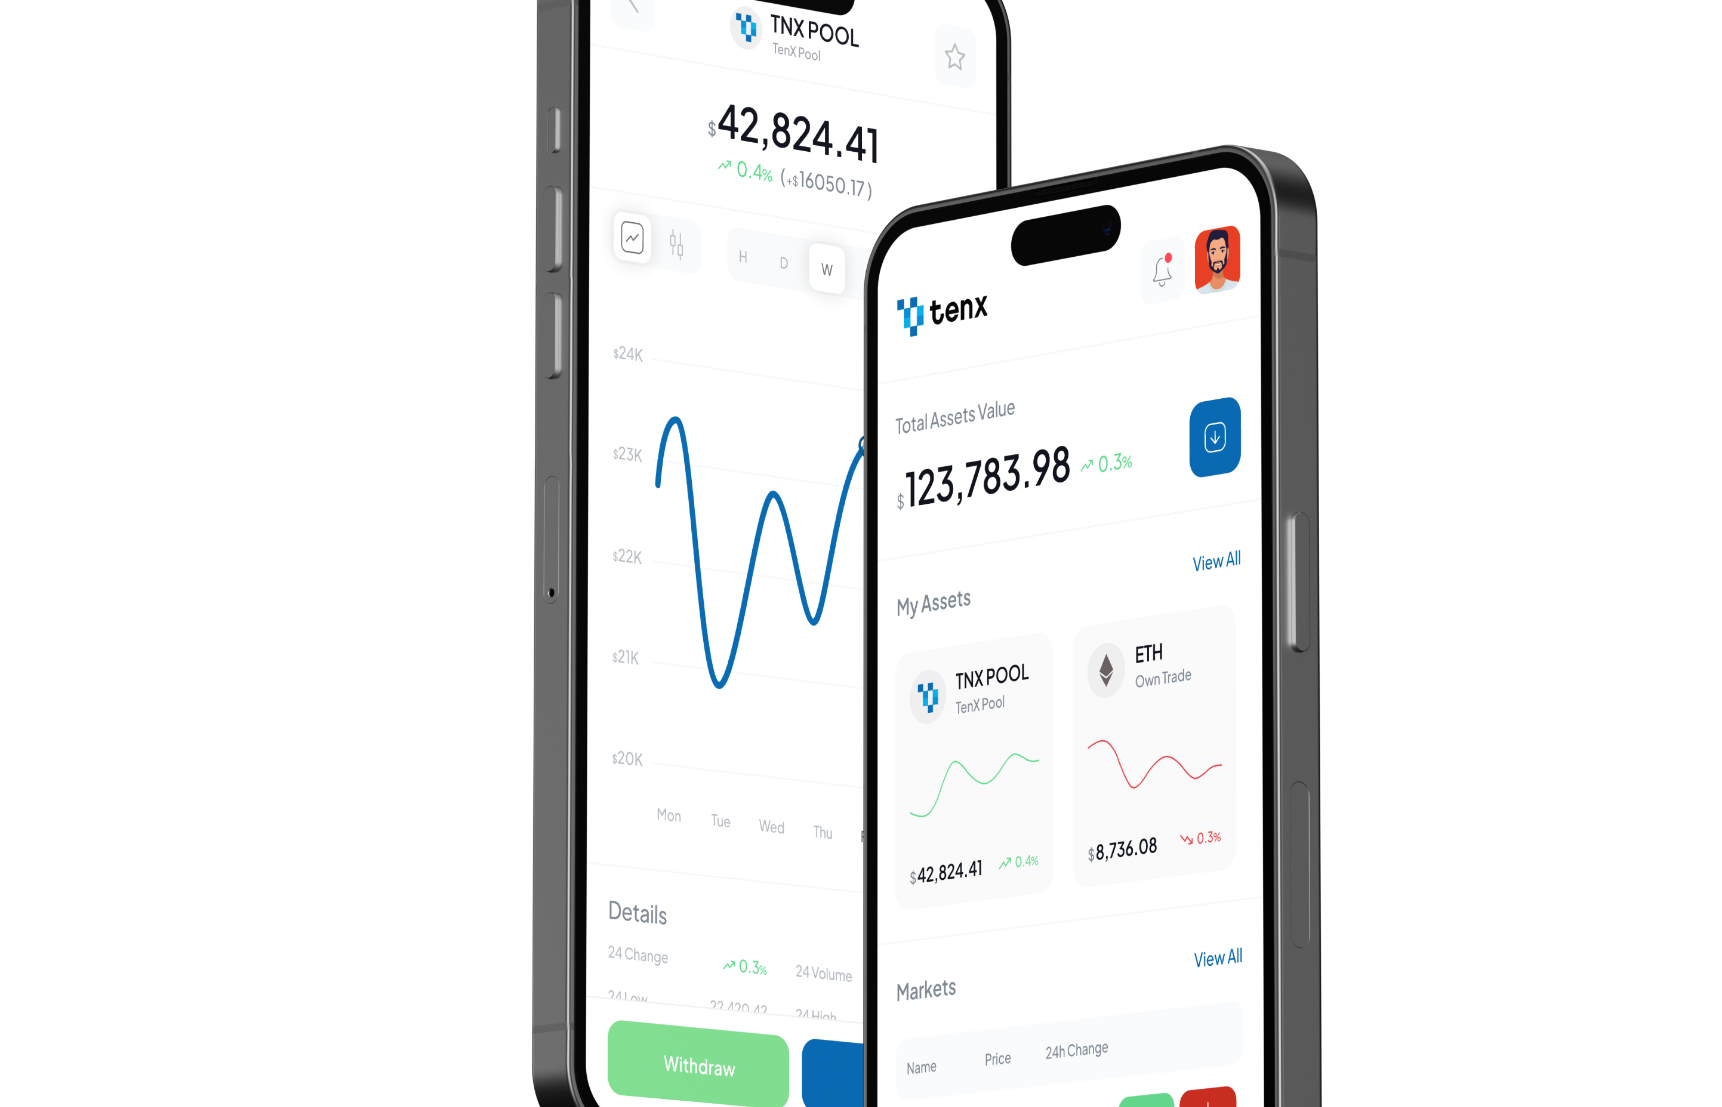 TNX POOL
TenX Pool
$42,824.41
0.4% (+$16050.17)
H D W
$24K
$23K
$22K
$21K
$20K
Mon Tue Wed Thu
Details
24 Change 0.3% 24 Volume
24 Low 22,420.42 24 High
Withdraw
tenx
Total Assets Value
$123,783.98 0.3%
View All
My Assets
TNX POOL
TenX Pool
$42,824.41 0.4%
ETH
Own Trade
$8,736.08 0.3%
View All
Markets
Name Price 24h Change